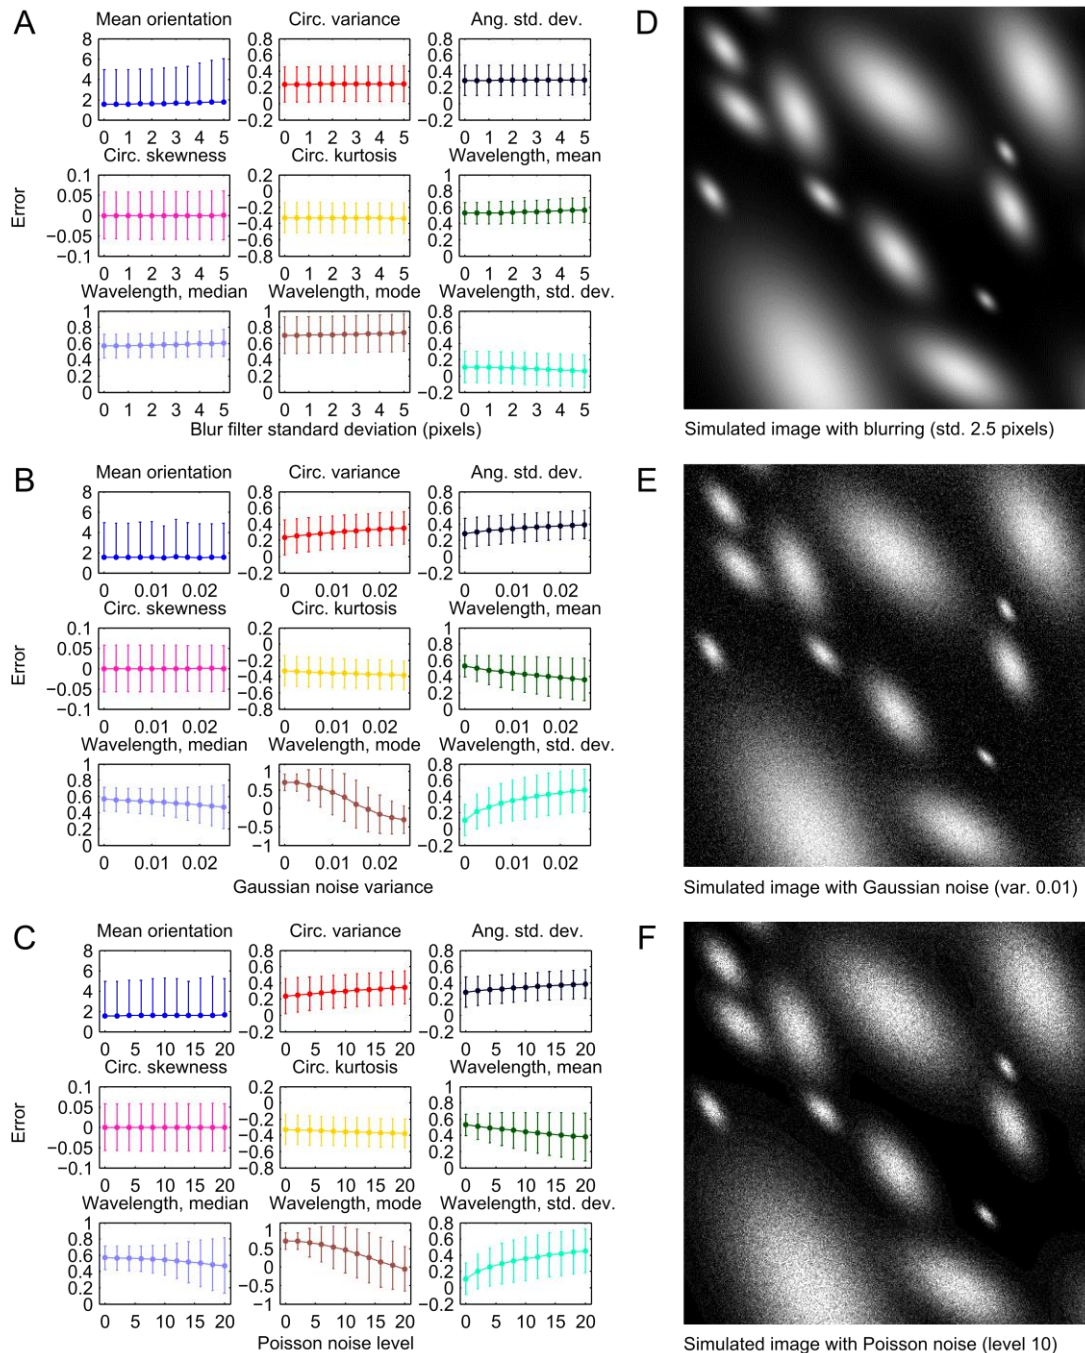 A
Mean orientation Circ. variance Ang. std. dev.
8 0.8 0.8
6 0.6 0.6
4 0.4 0.4
2 0.2 0.2
0 0 0
−0.2 −0.2
0 1 2 3 4 5 0 1 2 3 4 5 0 1 2 3 4 5
Circ. skewness Circ. kurtosis Wavelength, mean
Error
0.1 0.2 1
0.05 0 0.8
0 −0.2 0.6
−0.05 −0.4 0.4
−0.1 −0.6 0.2
−0.8 0
0 1 2 3 4 5 0 1 2 3 4 5 0 1 2 3 4 5
Wavelength, median Wavelength, mode Wavelength, std. dev.
1 1 0.8
0.8 0.8 0.6
0.6 0.6 0.4
0.4 0.4 0.2
0.2 0.2 0
0 0 −0.2
0 1 2 3 4 5 0 1 2 3 4 5 0 1 2 3 4 5
Blur filter standard deviation (pixels)
D
Simulated image with blurring (std. 2.5 pixels)
B
Mean orientation Circ. variance Ang. std. dev.
8 0.8 0.8
6 0.6 0.6
4 0.4 0.4
2 0.2 0.2
0 0 0
−0.2 −0.2
0 0.01 0.02 0 0.01 0.02 0 0.01 0.02
Circ. skewness Circ. kurtosis Wavelength, mean
Error
0.1 0.2 1
0.05 0 0.8
0 −0.2 0.6
−0.05 −0.4 0.4
−0.1 −0.6 0.2
−0.8 0
0 0.01 0.02 0 0.01 0.02 0 0.01 0.02
Wavelength, median Wavelength, mode Wavelength, std. dev.
1 1 0.8
0.8 0.5 0.6
0.6 0 0.4
0.4 −0.5 0.2
0.2 −1 0
0 −0.2
0 0.01 0.02 0 0.01 0.02 0 0.01 0.02
Gaussian noise variance
E
Simulated image with Gaussian noise (var. 0.01)
C
Mean orientation Circ. variance Ang. std. dev.
8 0.8 0.8
6 0.6 0.6
4 0.4 0.4
2 0.2 0.2
0 0 0
−0.2 −0.2
0 5 10 15 20 0 5 10 15 20 0 5 10 15 20
Circ. skewness Circ. kurtosis Wavelength, mean
Error
0.1 0.2 1
0.05 0 0.8
0 −0.2 0.6
−0.05 −0.4 0.4
−0.1 −0.6 0.2
−0.8 0
0 5 10 15 20 0 5 10 15 20 0 5 10 15 20
Wavelength, median Wavelength, mode Wavelength, std. dev.
1 1 0.8
0.8 0.5 0.6
0.6 0 0.4
0.4 −0.5 0.2
0.2 −1 0
0 −0.2
0 5 10 15 20 0 5 10 15 20 0 5 10 15 20
Poisson noise level
F
Simulated image with Poisson noise (level 10)